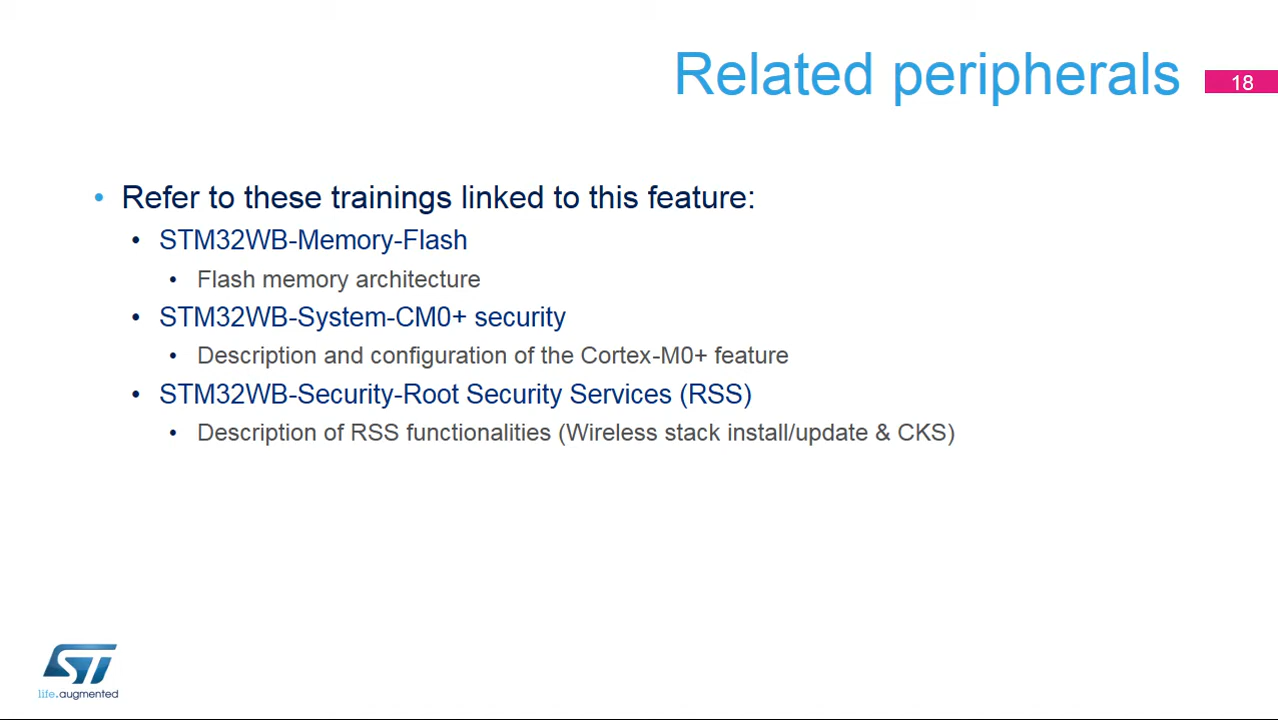 Related peripherals
18
• Refer to these trainings linked to this feature:
• STM32WB-Memory-Flash
• Flash memory architecture
• STM32WB-System-CM0+ security
• Description and configuration of the Cortex-M0+ feature
• STM32WB-Security-Root Security Services (RSS)
• Description of RSS functionalities (Wireless stack install/update & CKS)
ST
life.augmented